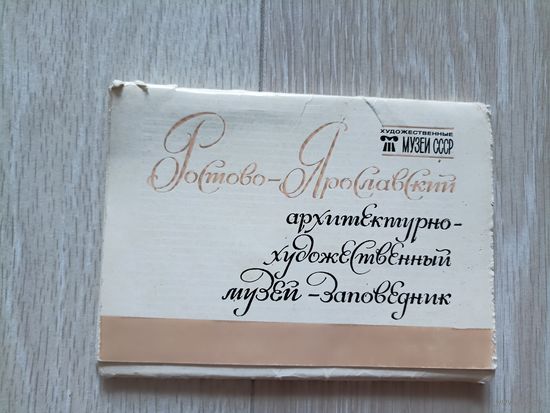 ХУДОЖЕСТВЕННЫЕ
МУЗЕИ СССР
Ростово-Ярославский
архитектурно-
художественный
музей-заповедник